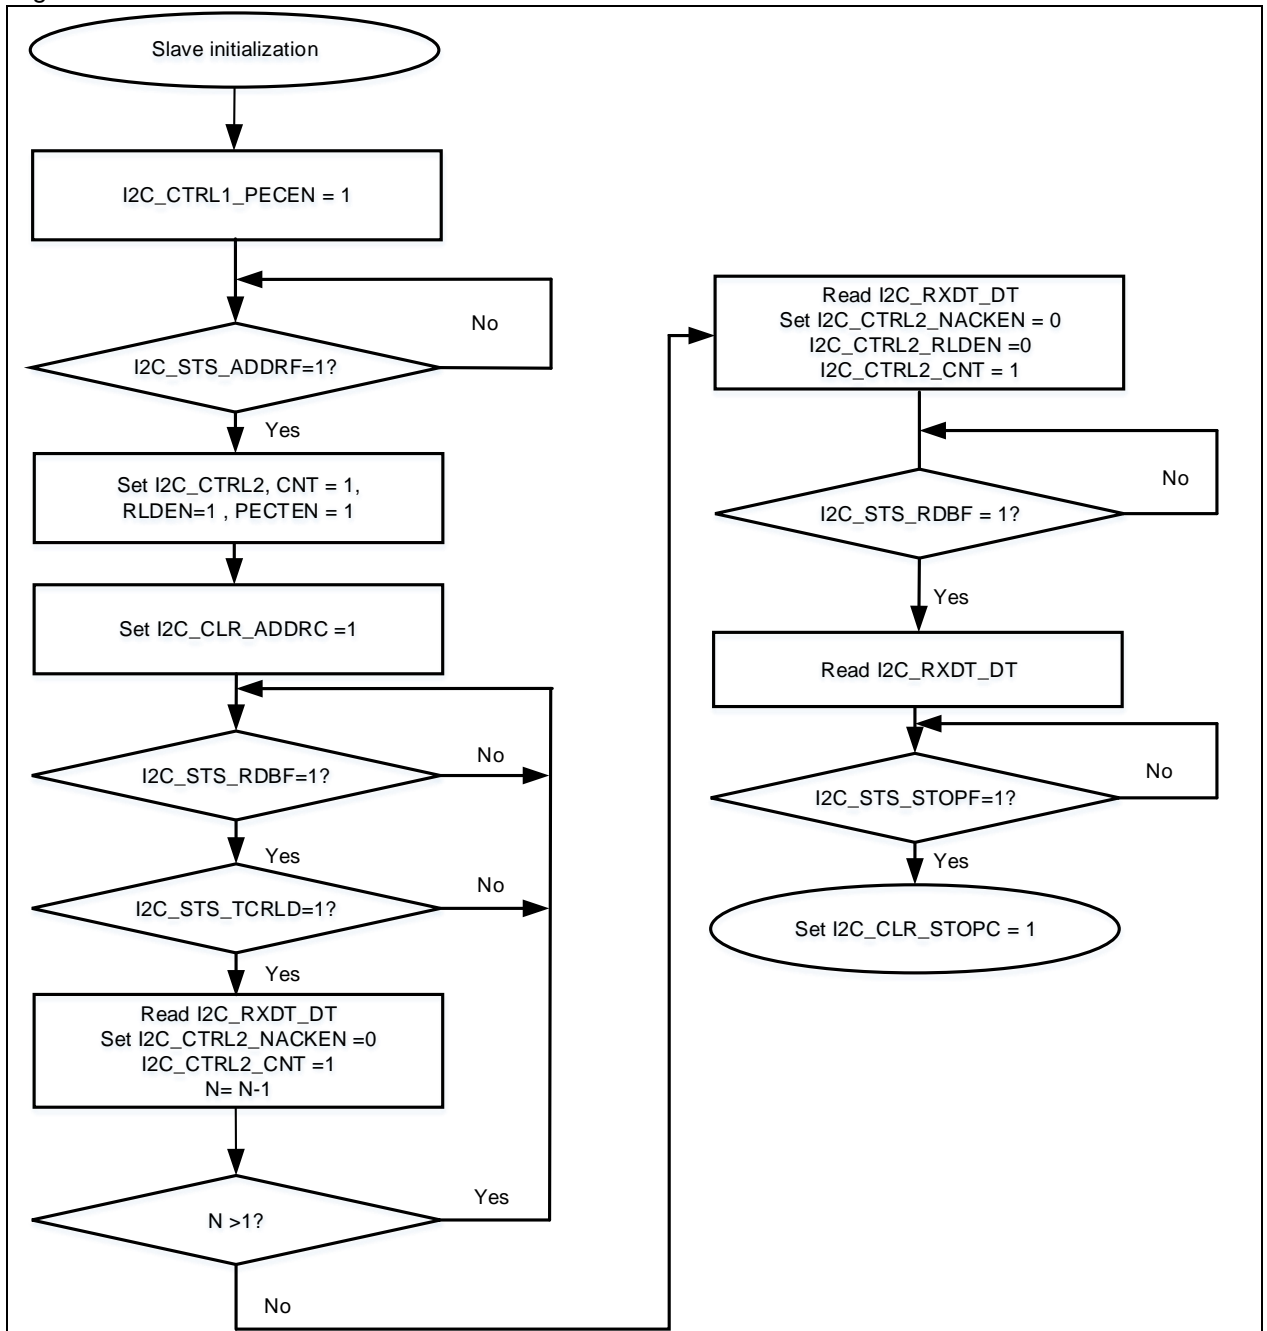 Slave initialization
I2C_CTRL1_PECEN = 1
No
I2C_STS_ADDRF=1?
Yes
Set I2C_CTRL2, CNT = 1,
RLDEN=1 , PECTEN = 1
Set I2C_CLR_ADDRC =1
No
I2C_STS_RDBF=1?
Yes
No
I2C_STS_TCRLD=1?
Yes
Read I2C_RXDT_DT
Set I2C_CTRL2_NACKEN =0
I2C_CTRL2_CNT =1
N= N-1
Yes
N >1?
No
Read I2C_RXDT_DT
Set I2C_CTRL2_NACKEN = 0
I2C_CTRL2_RLDEN =0
I2C_CTRL2_CNT = 1
No
I2C_STS_RDBF = 1?
Yes
Read I2C_RXDT_DT
No
I2C_STS_STOPF=1?
Yes
Set I2C_CLR_STOPC = 1